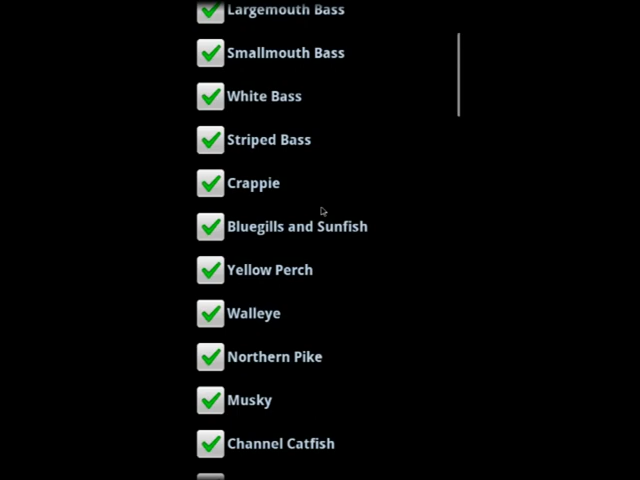 Largemouth Bass
Smallmouth Bass
White Bass
Striped Bass
Crappie
Bluegills and Sunfish
Yellow Perch
Walleye
Northern Pike
Musky
Channel Catfish